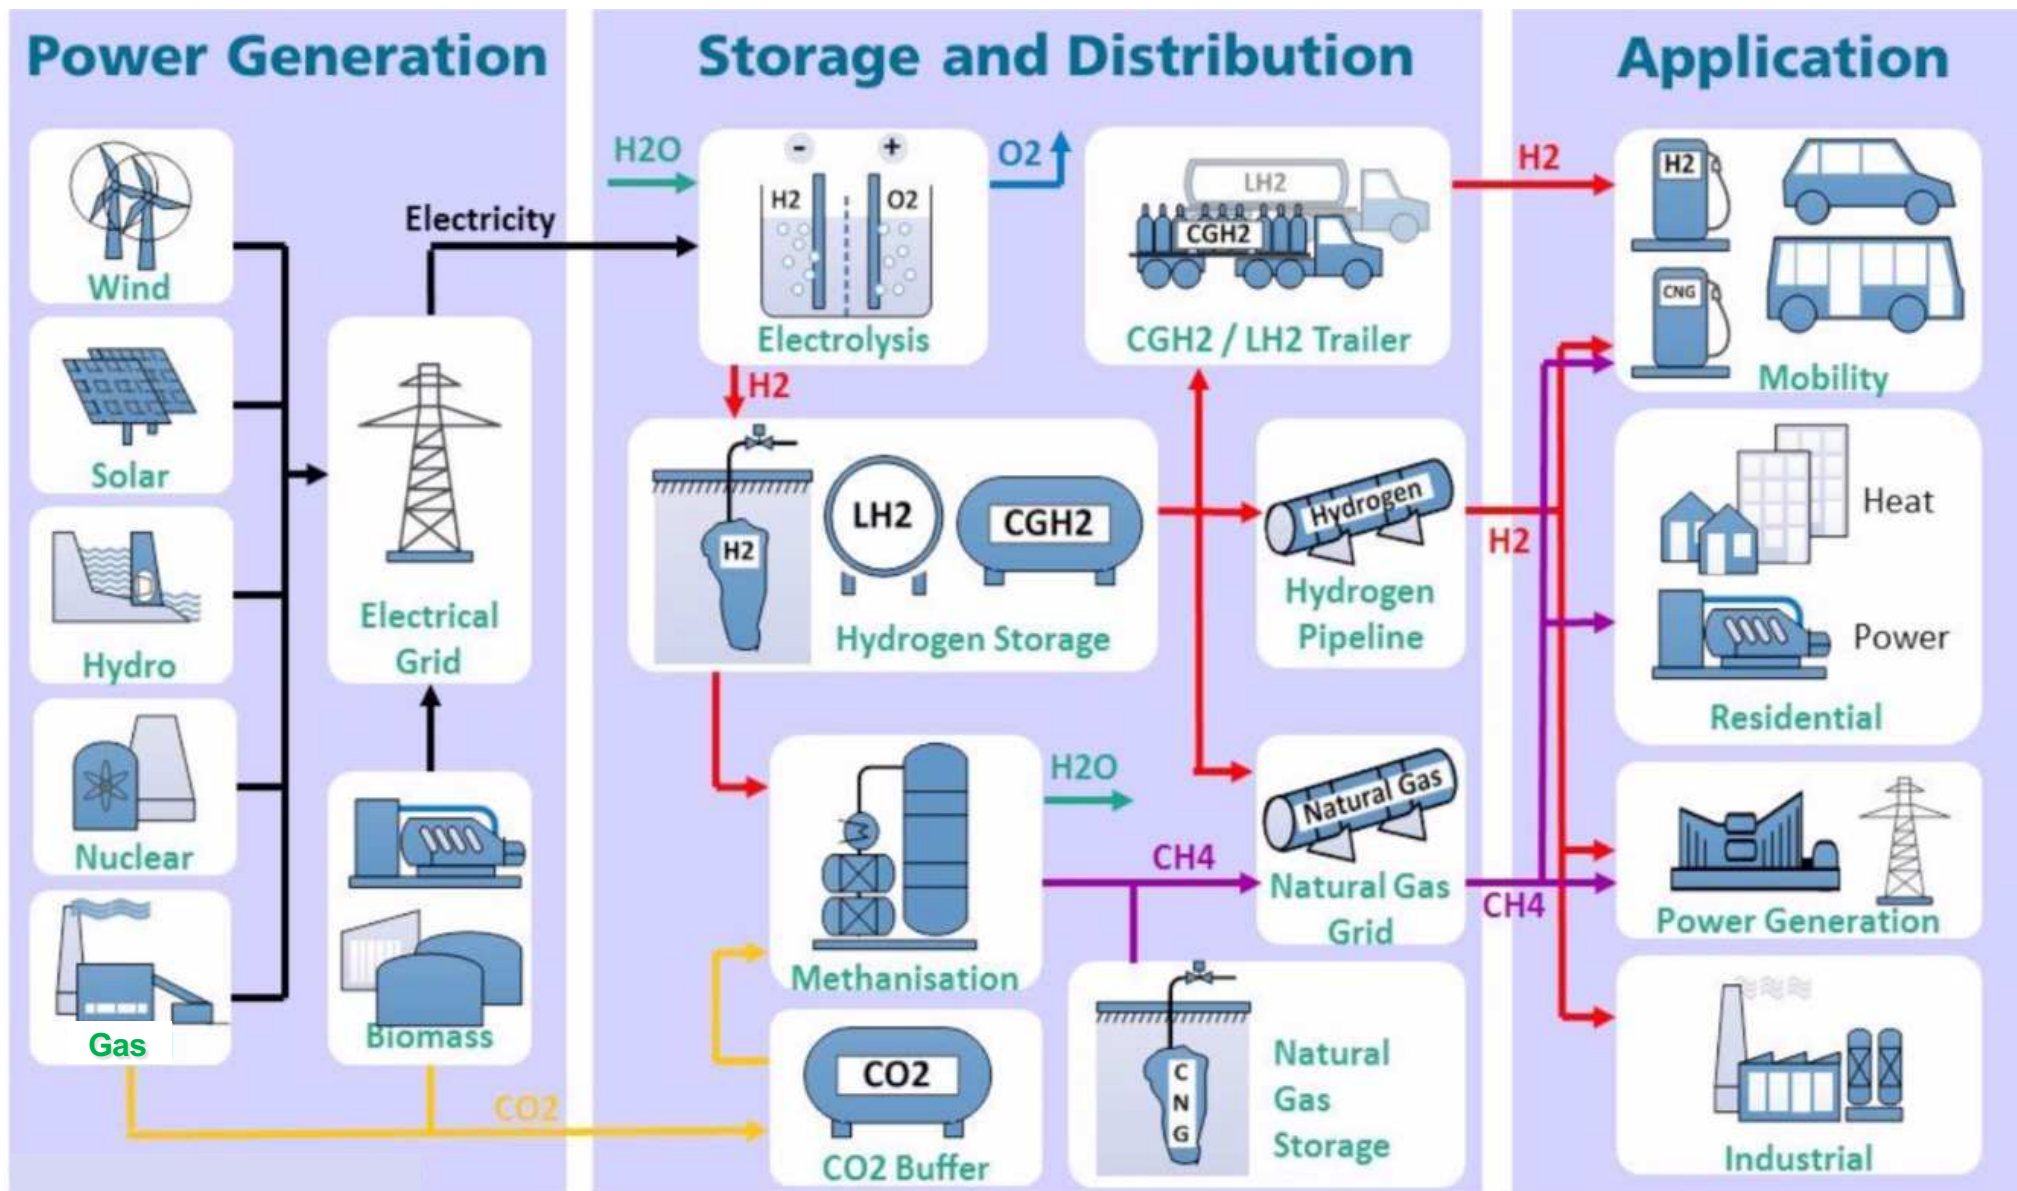 Power Generation
Storage and Distribution
Application
Wind
Solar
Hydro
Nuclear
Gas
Electricity
Electrical
Grid
Biomass
CO2
H2O
- +
H2 O2
Electrolysis
O2
LH2
CGH2
CGH2 / LH2 Trailer
H2
H2
H2
LH2
CGH2
Hydrogen Storage
Hydrogen
Hydrogen
Pipeline
H2
Methanisation
H2O
CH4
Natural Gas
Natural Gas
Grid
CH4
CO2
CO2 Buffer
C
N
G
Natural
Gas
Storage
H2
CNG
Mobility
Heat
Power
Residential
Power Generation
Industrial